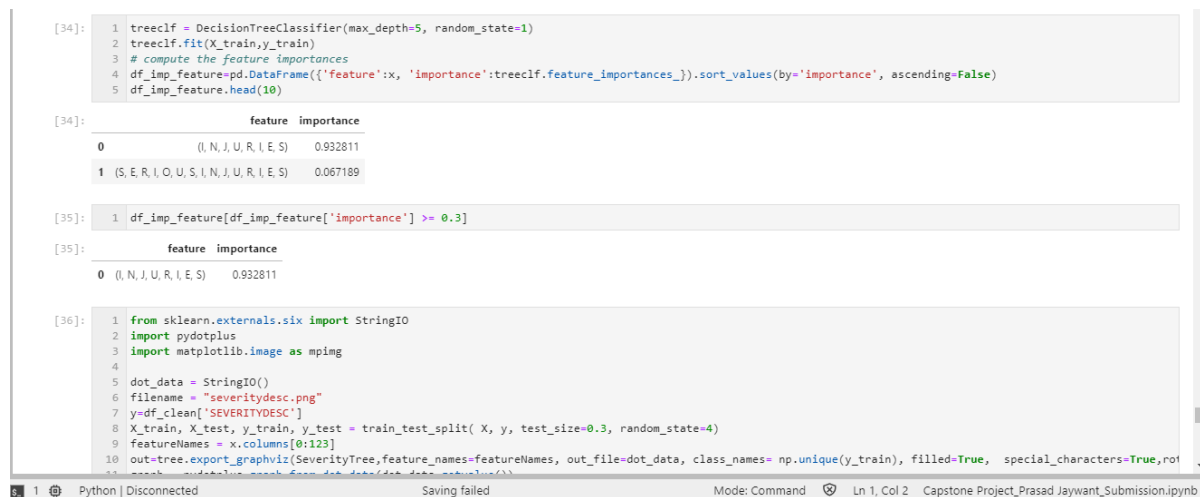 [34]:
1 treeclf = DecisionTreeClassifier(max_depth=5, random_state=1)
2 treeclf.fit(X_train,y_train)
3 # compute the feature importances
4 df_imp_feature=pd.DataFrame({'feature':x, 'importance':treeclf.feature_importances_}).sort_values(by='importance', ascending=False)
5 df_imp_feature.head(10)
[34]:
feature importance
0 (I, N, J, U, R, I, E, S) 0.932811
1 (S, E, R, I, O, U, S, I, N, J, U, R, I, E, S) 0.067189
[35]:
1 df_imp_feature[df_imp_feature['importance'] >= 0.3]
[35]:
feature importance
0 (I, N, J, U, R, I, E, S) 0.932811
[36]:
1 from sklearn.externals.six import StringIO
2 import pydotplus
3 import matplotlib.image as mpimg
4
5 dot_data = StringIO()
6 filename = "severitydesc.png"
7 y=df_clean['SEVERITYDESC']
8 X_train, X_test, y_train, y_test = train_test_split( X, y, test_size=0.3, random_state=4)
9 featureNames = x.columns[0:123]
10 out=tree.export_graphviz(SeverityTree,feature_names=featureNames, out_file=dot_data, class_names= np.unique(y_train), filled=True, special_characters=True,rot
1 Python | Disconnected Saving failed Mode: Command Ln 1, Col 2 Capstone Project_Prasad Jaywant_Submission.ipynb